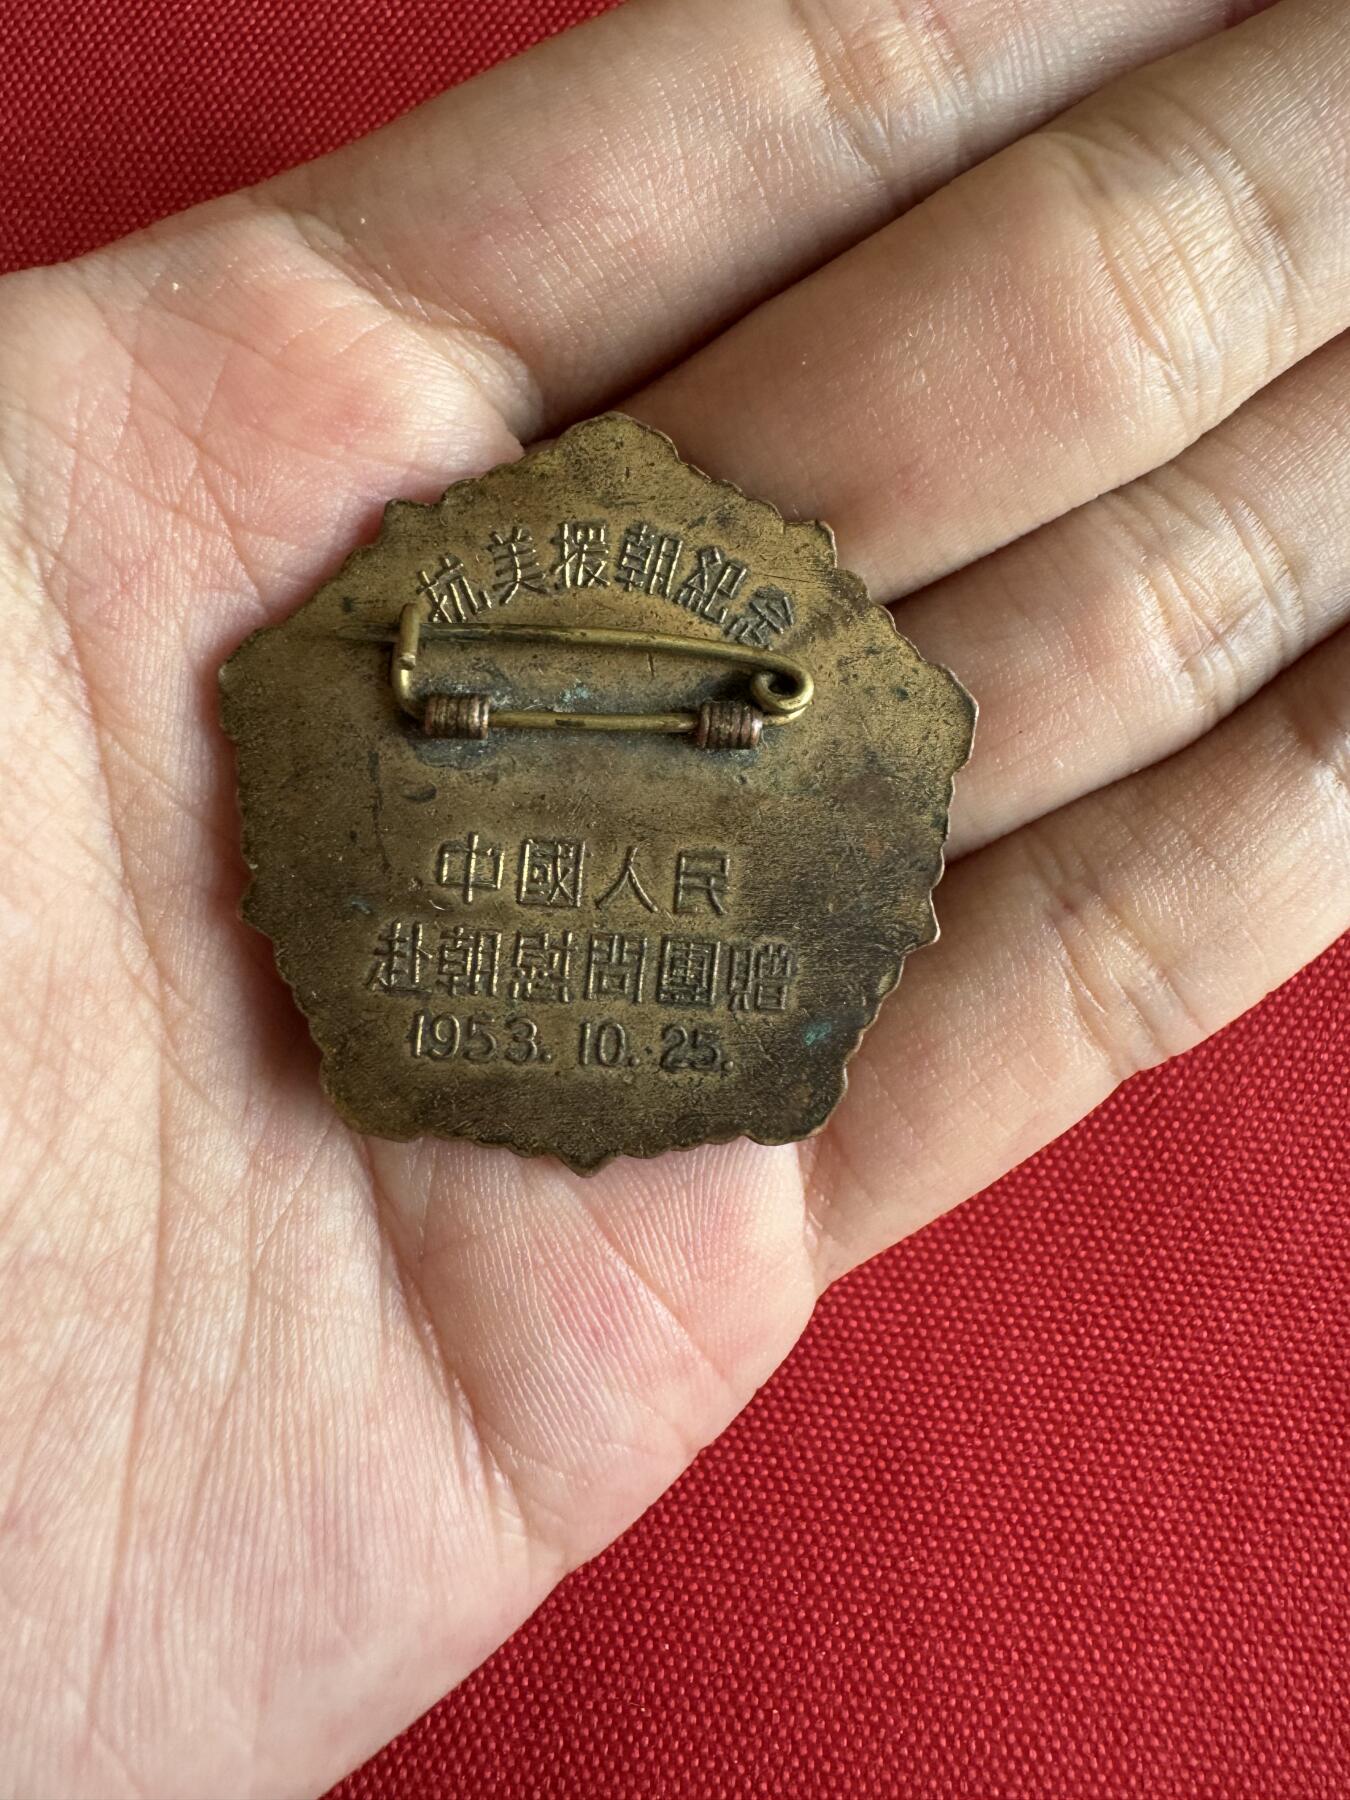 抗美援朝紀念
中國人民
赴朝慰問團贈
1953. 10. 25.